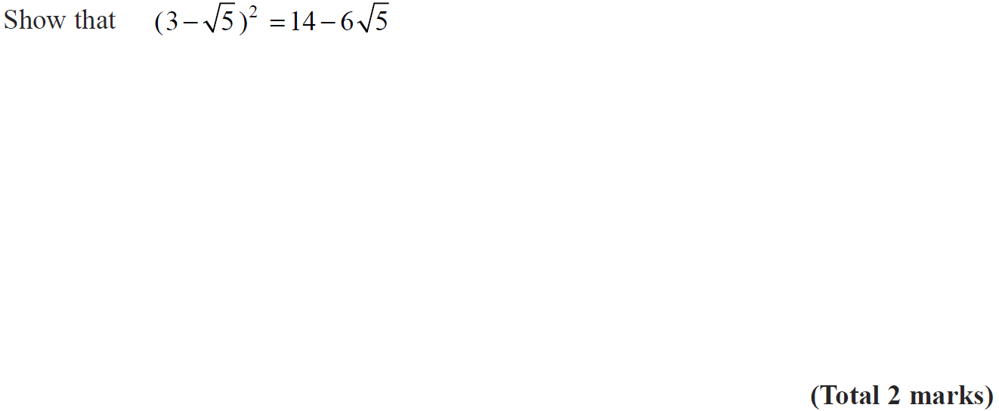 Show that (3−√5)² = 14−6√5
(Total 2 marks)